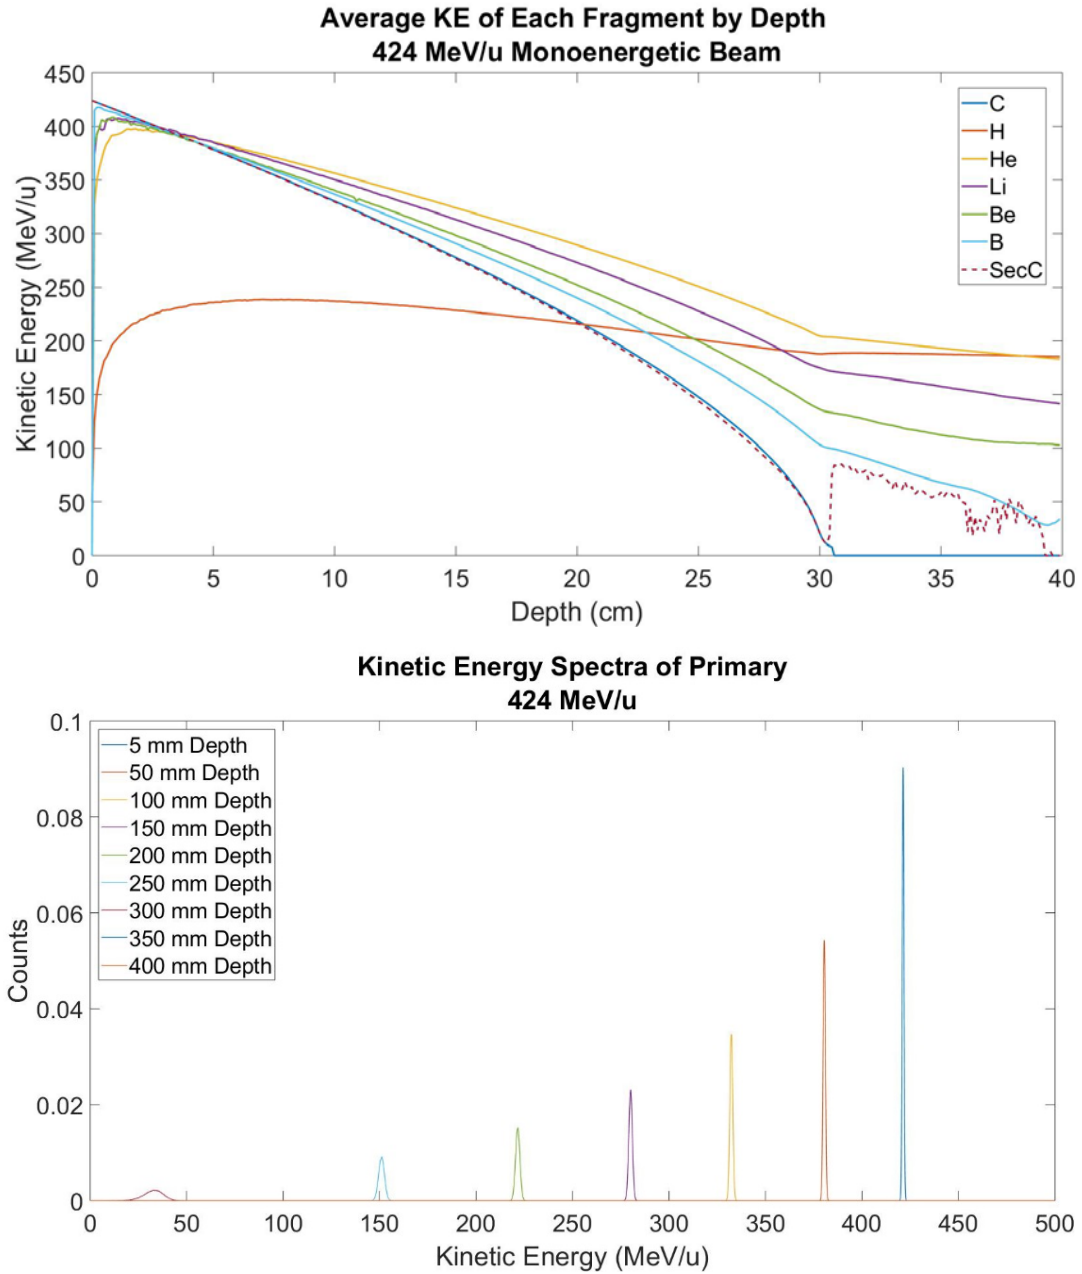 Average KE of Each Fragment by Depth
424 MeV/u Monoenergetic Beam
450
400
350
300
250
200
150
100
50
0
Kinetic Energy (MeV/u)
C
H
He
Li
Be
B
SecC
0 5 10 15 20 25 30 35 40
Depth (cm)
Kinetic Energy Spectra of Primary
424 MeV/u
0.1
0.08
0.06
0.04
0.02
0
Counts
5 mm Depth
50 mm Depth
100 mm Depth
150 mm Depth
200 mm Depth
250 mm Depth
300 mm Depth
350 mm Depth
400 mm Depth
0 50 100 150 200 250 300 350 400 450 500
Kinetic Energy (MeV/u)